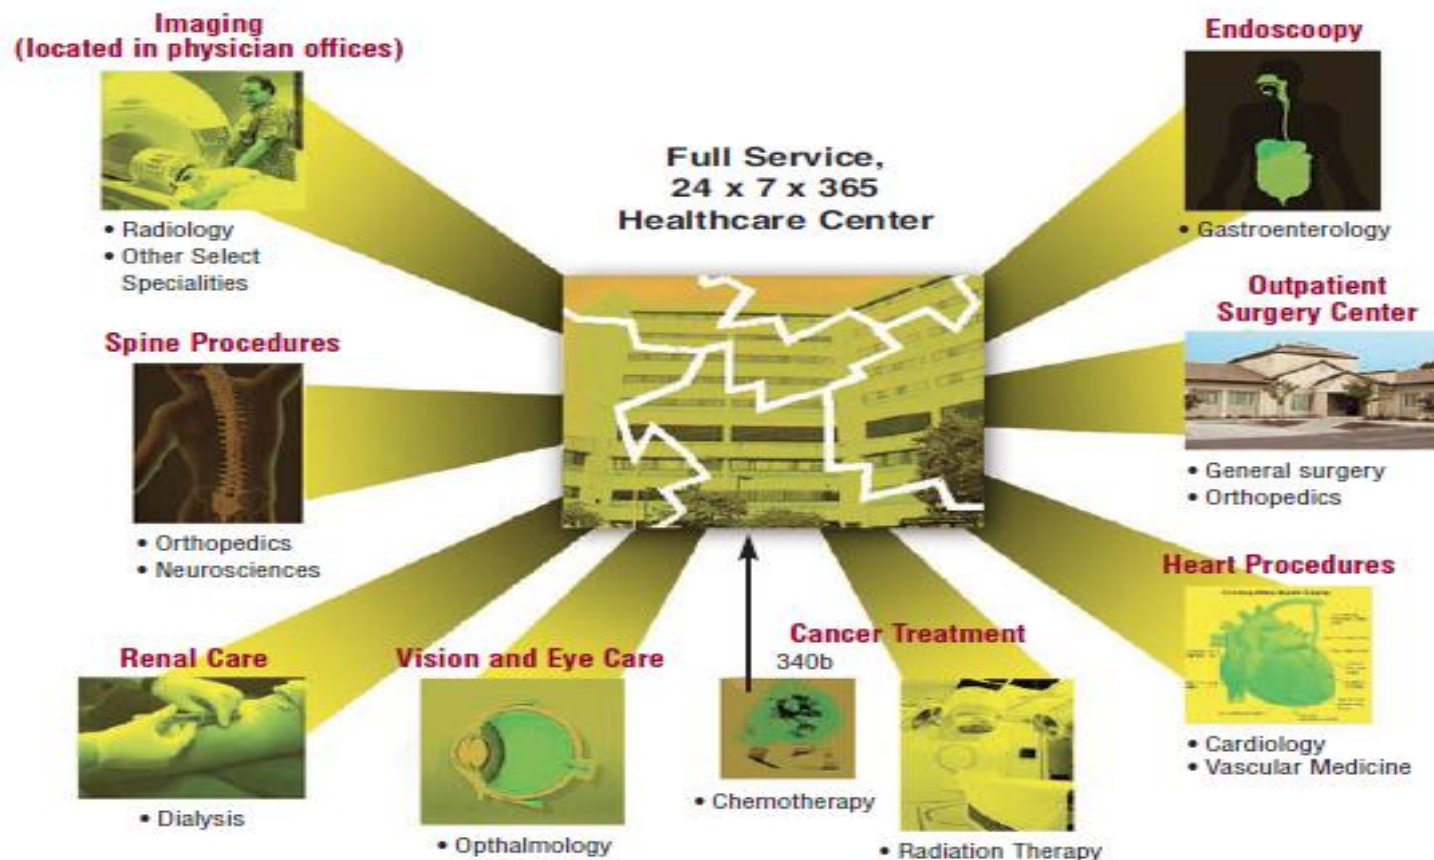 Imaging
(located in physician offices)
• Radiology
• Other Select
Specialities
Endoscoopy
• Gastroenterology
Full Service,
24 x 7 x 365
Healthcare Center
Outpatient
Surgery Center
• General surgery
• Orthopedics
Spine Procedures
• Orthopedics
• Neurosciences
Heart Procedures
• Cardiology
• Vascular Medicine
Renal Care
• Dialysis
Vision and Eye Care
• Opthalmology
Cancer Treatment
340b
• Chemotherapy
• Radiation Therapy